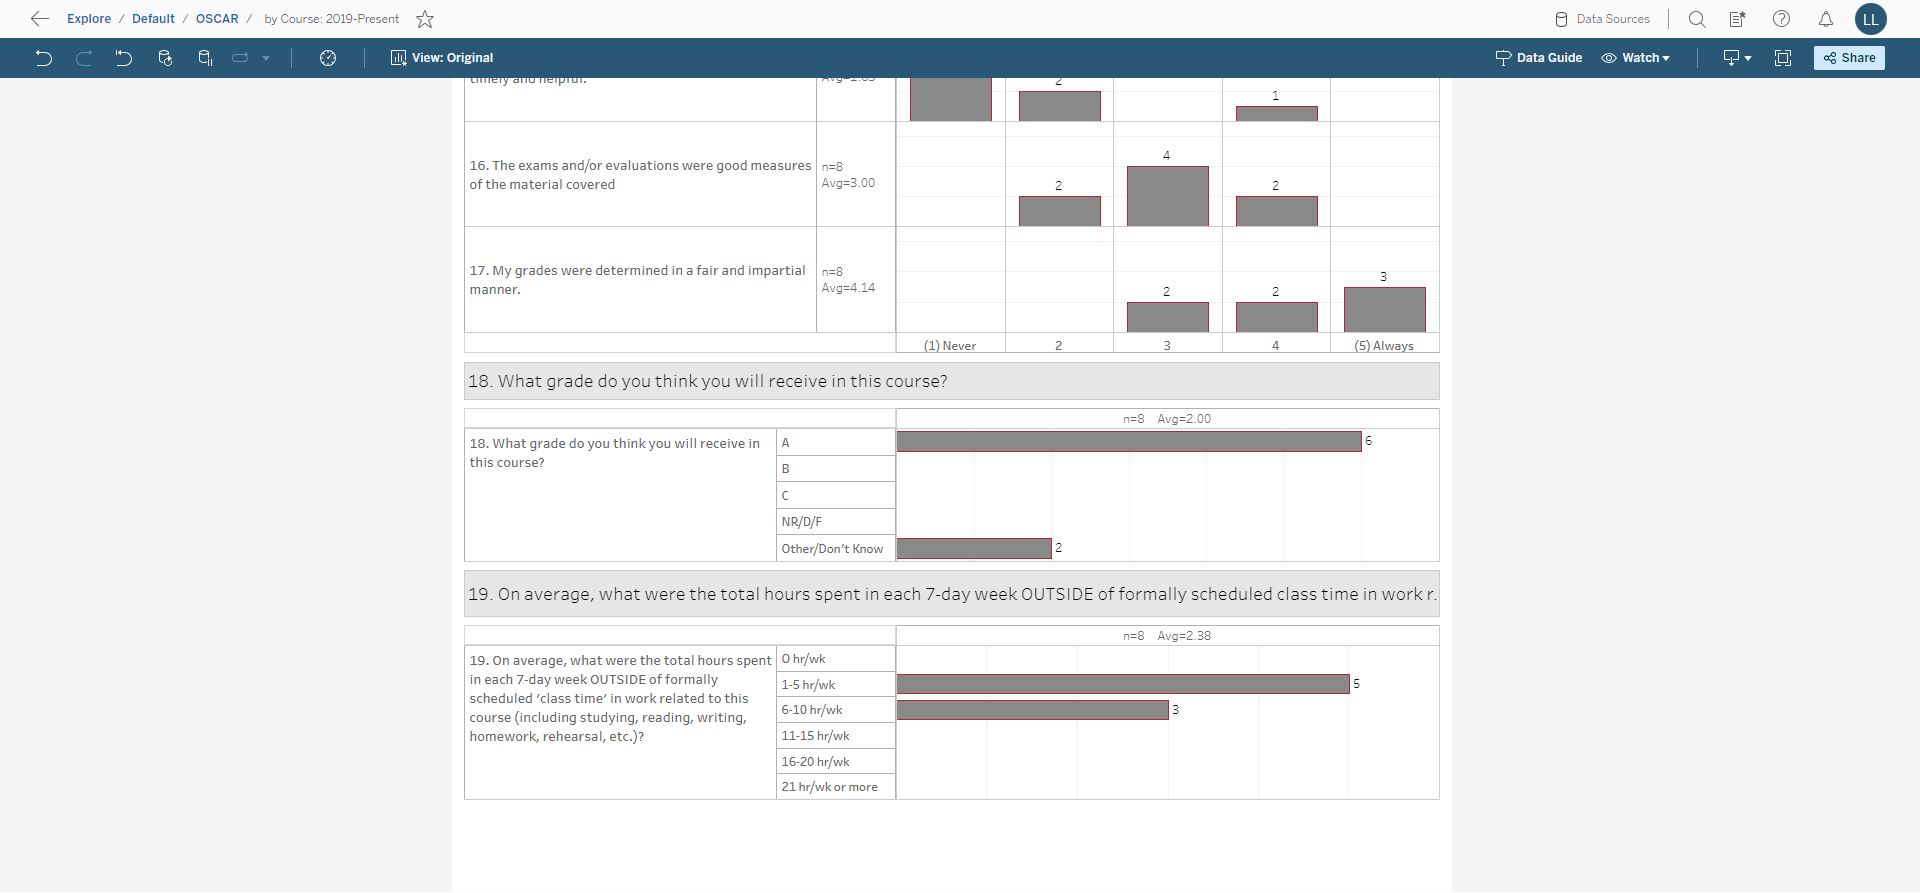 Explore / Default / OSCAR / by Course: 2019-Present
Data Sources
LL
View: Original
Data Guide
Watch
Share
timely and helpful.
2
1
16. The exams and/or evaluations were good measures
of the material covered
n=8
Avg=3.00
2
4
2
17. My grades were determined in a fair and impartial
manner.
n=8
Avg=4.14
2
2
3
(1) Never
2
3
4
(5) Always
18. What grade do you think you will receive in this course?
n=8 Avg=2.00
18. What grade do you think you will receive in
this course?
A
6
B
C
NR/D/F
Other/Don't Know
2
19. On average, what were the total hours spent in each 7-day week OUTSIDE of formally scheduled class time in work r.
n=8 Avg=2.38
19. On average, what were the total hours spent
in each 7-day week OUTSIDE of formally
scheduled ‘class time’ in work related to this
course (including studying, reading, writing,
homework, rehearsal, etc.)?
0 hr/wk
1-5 hr/wk
5
6-10 hr/wk
3
11-15 hr/wk
16-20 hr/wk
21 hr/wk or more